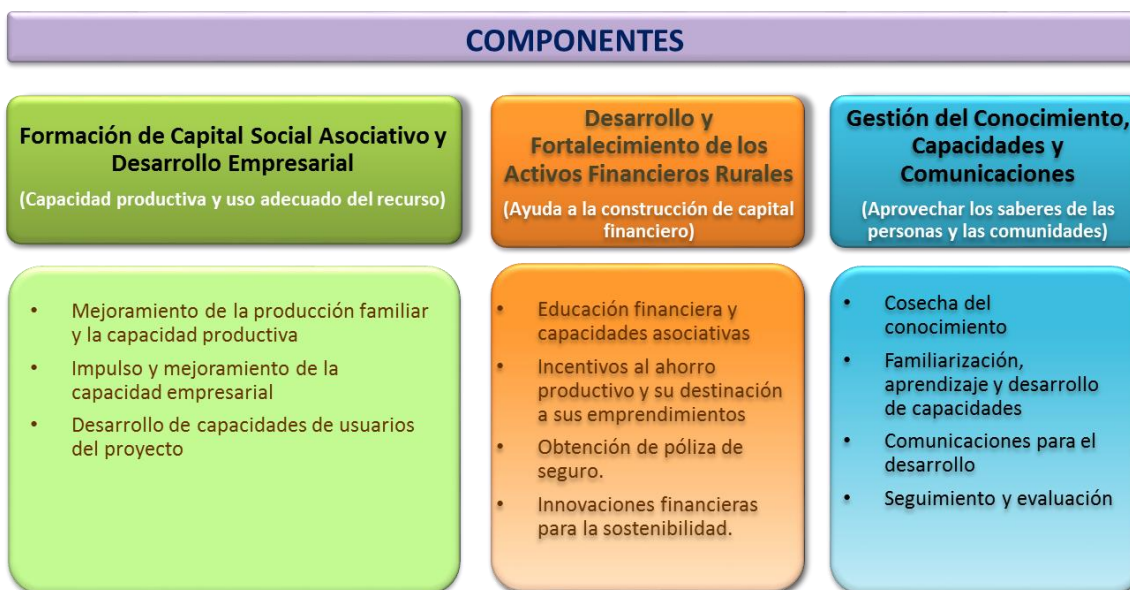 COMPONENTES
Formación de Capital Social Asociativo y
Desarrollo Empresarial
(Capacidad productiva y uso adecuado del recurso)
• Mejoramiento de la producción familiar
y la capacidad productiva
• Impulso y mejoramiento de la
capacidad empresarial
• Desarrollo de capacidades de usuarios
del proyecto
Desarrollo y
Fortalecimiento de los
Activos Financieros Rurales
(Ayuda a la construcción de capital
financiero)
• Educación financiera y
capacidades asociativas
• Incentivos al ahorro
productivo y su destinación
a sus emprendimientos
• Obtención de póliza de
seguro.
• Innovaciones financieras
para la sostenibilidad.
Gestión del Conocimiento,
Capacidades y
Comunicaciones
(Aprovechar los saberes de las
personas y las comunidades)
• Cosecha del
conocimiento
• Familiarización,
aprendizaje y desarrollo
de capacidades
• Comunicaciones para el
desarrollo
• Seguimiento y evaluación